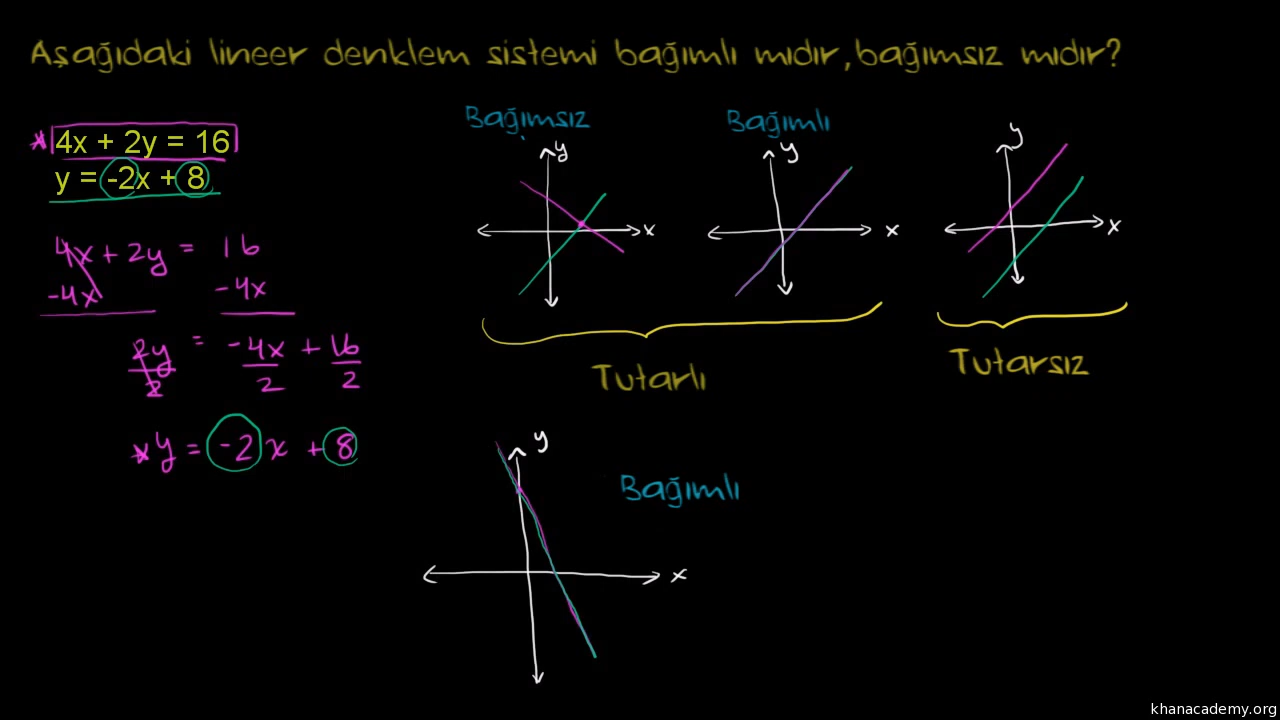 Aşağıdaki lineer denklem sistemi bağımlı mıdır, bağımsız mıdır?
* 4x + 2y = 16
y = -2x + 8
4x + 2y = 16
-4x -4x
2y = -4x + 16
2 2 2
* y = -2x + 8
Bağımsız
y
x
Bağımlı
y
x
y
x
Tutarlı
Tutarsız
y
x
Bağımlı
khanacademy.org